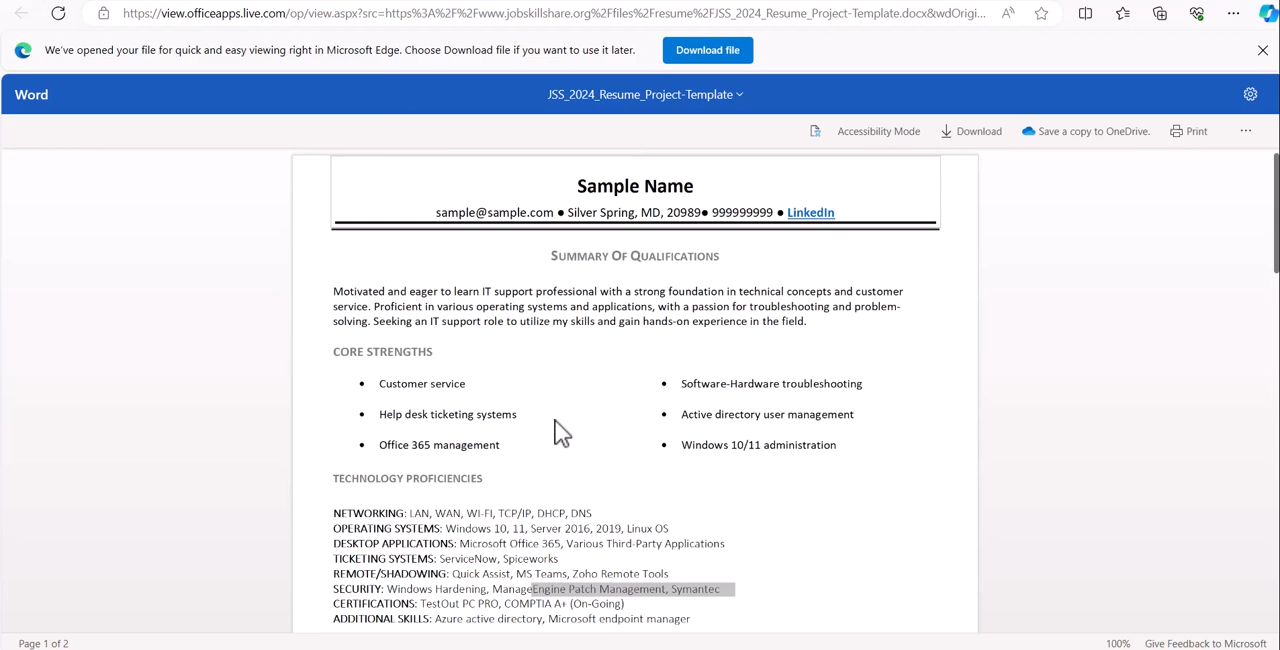 https://view.officeapps.live.com/op/view.aspx?src=https%3A%2F%2Fwww.jobskillshare.org%2Ffiles%2Fresume%2FJSS_2024_Resume_Project-Template.docx&wdOrigi...
We've opened your file for quick and easy viewing right in Microsoft Edge. Choose Download file if you want to use it later.
Download file
Word
JSS_2024_Resume_Project-Template
Accessibility Mode
Download
Save a copy to OneDrive.
Print
Sample Name
sample@sample.com ● Silver Spring, MD, 20989● 999999999 ● LinkedIn
SUMMARY OF QUALIFICATIONS
Motivated and eager to learn IT support professional with a strong foundation in technical concepts and customer
service. Proficient in various operating systems and applications, with a passion for troubleshooting and problem-
solving. Seeking an IT support role to utilize my skills and gain hands-on experience in the field.
CORE STRENGTHS
• Customer service
• Software-Hardware troubleshooting
• Help desk ticketing systems
• Active directory user management
• Office 365 management
• Windows 10/11 administration
TECHNOLOGY PROFICIENCIES
NETWORKING: LAN, WAN, WI-FI, TCP/IP, DHCP, DNS
OPERATING SYSTEMS: Windows 10, 11, Server 2016, 2019, Linux OS
DESKTOP APPLICATIONS: Microsoft Office 365, Various Third-Party Applications
TICKETING SYSTEMS: ServiceNow, Spiceworks
REMOTE/SHADOWING: Quick Assist, MS Teams, Zoho Remote Tools
SECURITY: Windows Hardening, ManageEngine Patch Management, Symantec
CERTIFICATIONS: TestOut PC PRO, COMPTIA A+ (On-Going)
ADDITIONAL SKILLS: Azure active directory, Microsoft endpoint manager
Page 1 of 2
100%
Give Feedback to Microsoft